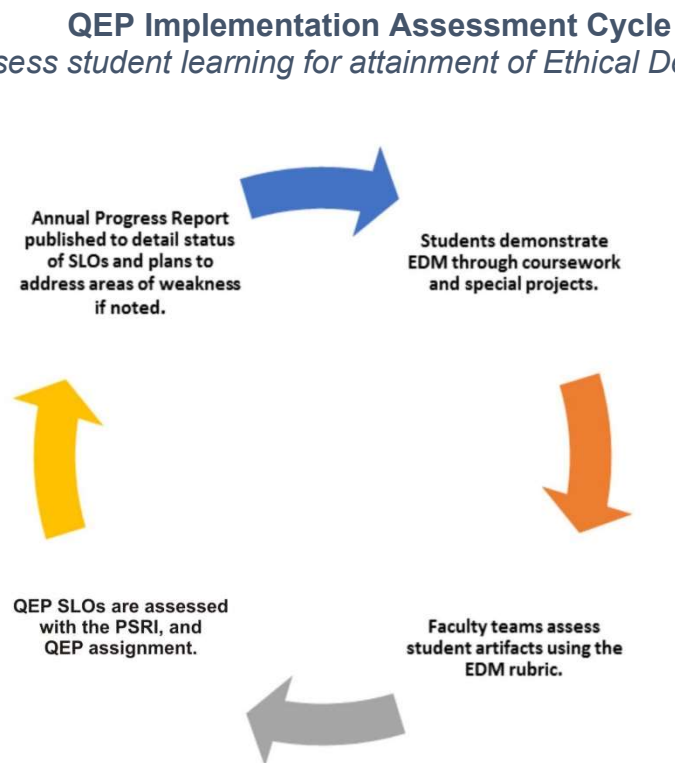 QEP Implementation Assessment Cycle
student learning for attainment of Ethical
Annual Progress Report
published to detail status
of SLOs and plans to
address areas of weakness
if noted.
Students demonstrate
EDM through coursework
and special projects.
Faculty teams assess
student artifacts using the
EDM rubric.
QEP SLOs are assessed
with the PSRI, and
QEP assignment.